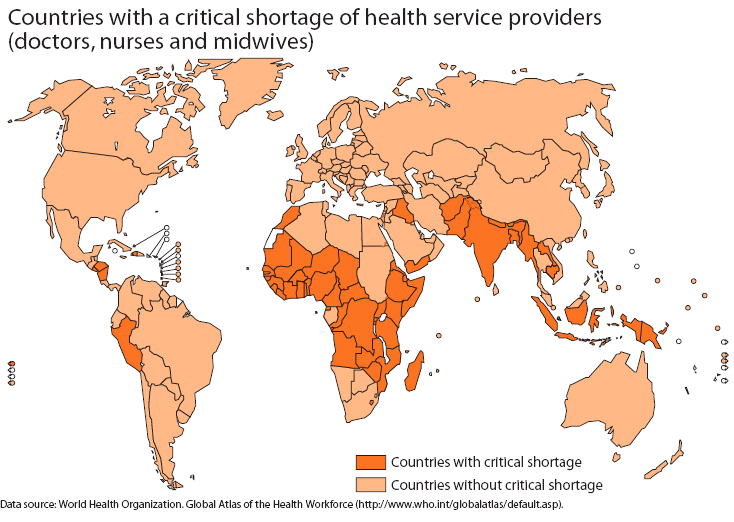 Countries with a critical shortage of health service providers
(doctors, nurses and midwives)
Countries with critical shortage
Countries without critical shortage
Data source: World Health Organization. Global Atlas of the Health Workforce (http://www.who.int/globalatlas/default.asp).